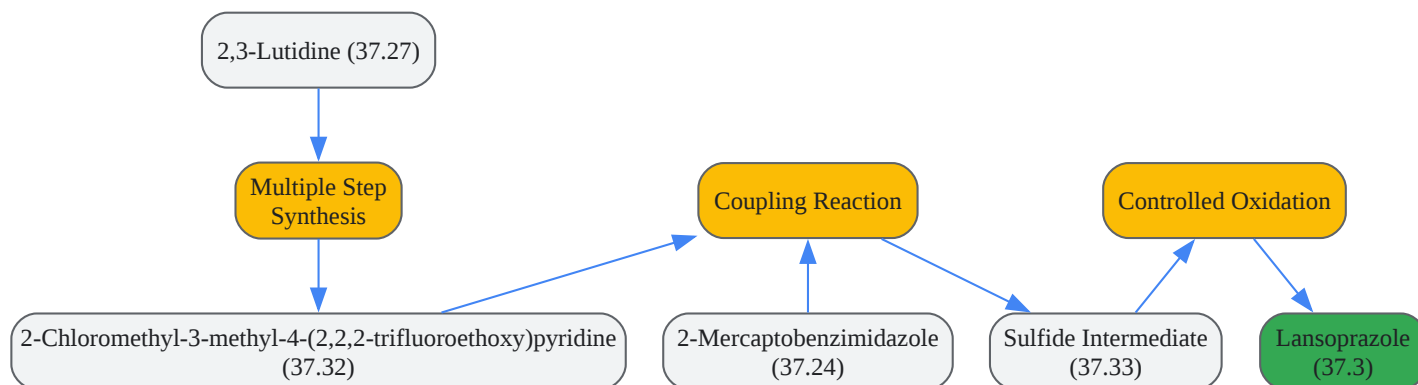 2,3-Lutidine (37.27)
Multiple Step
Synthesis
Coupling Reaction
Controlled Oxidation
2-Chloromethyl-3-methyl-4-(2,2,2-trifluoroethoxy)pyridine
(37.32)
2-Mercaptobenzimidazole
(37.24)
Sulfide Intermediate
(37.33)
Lansoprazole
(37.3)